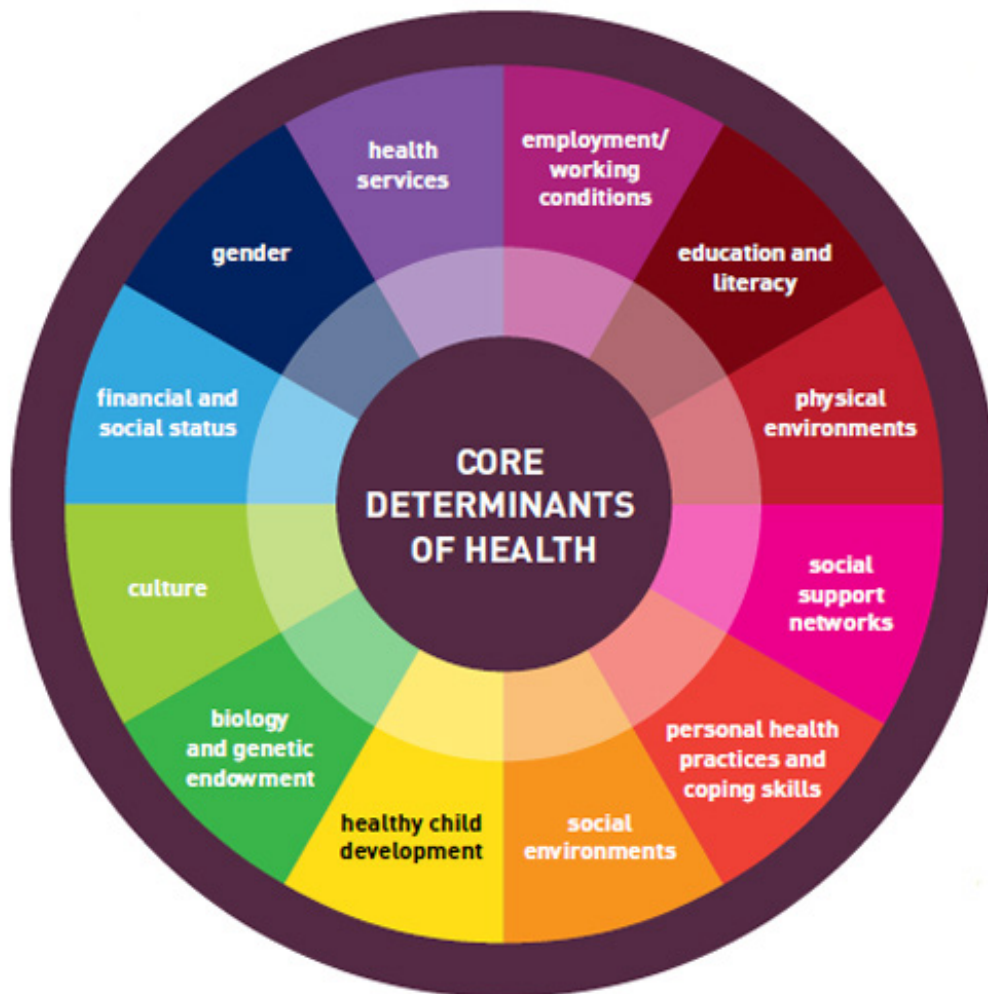 CORE
DETERMINANTS
OF HEALTH
employment/
working
conditions
education and
literacy
physical
environments
social
support
networks
personal health
practices and
coping skills
social
environments
healthy child
development
biology
and genetic
endowment
culture
financial and
social status
gender
health
services